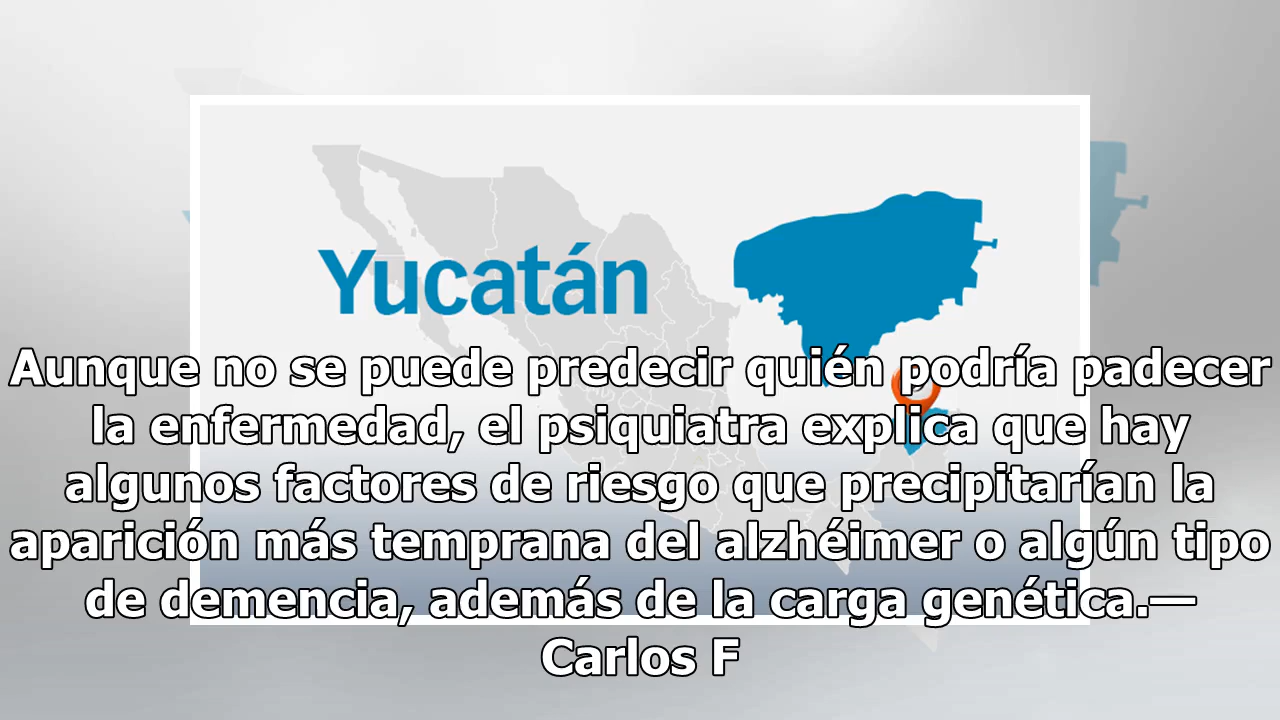 Yucatán
Aunque no se puede predecir quién podría padecer
la enfermedad, el psiquiatra explica que hay
algunos factores de riesgo que precipitarían la
aparición más temprana del alzhéimer o algún tipo
de demencia, además de la carga genética.—
Carlos F